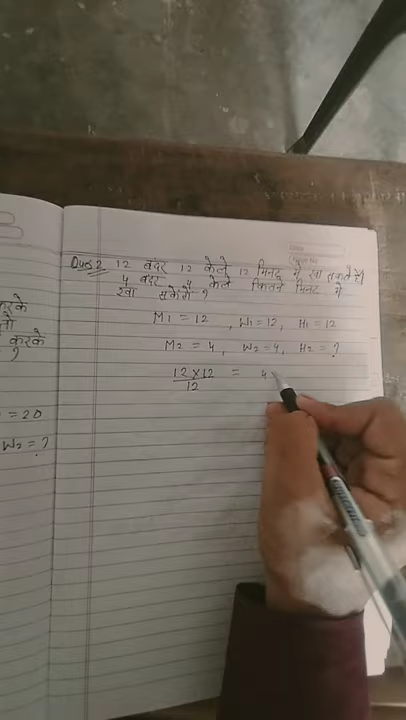 Ques 2 12 बंदर 12 केले 12 मिनट में खा सकते हैं।
4 बंदर 4 केले कितने मिनट में
खा सकेंगे ?
M₁ = 12 , W₁ = 12, H₁ = 12
M₂ = 4, W₂ = 4, H₂ = ?
12 × 12 = 4 ×
12
करके
?
= 20
W₂ = ?